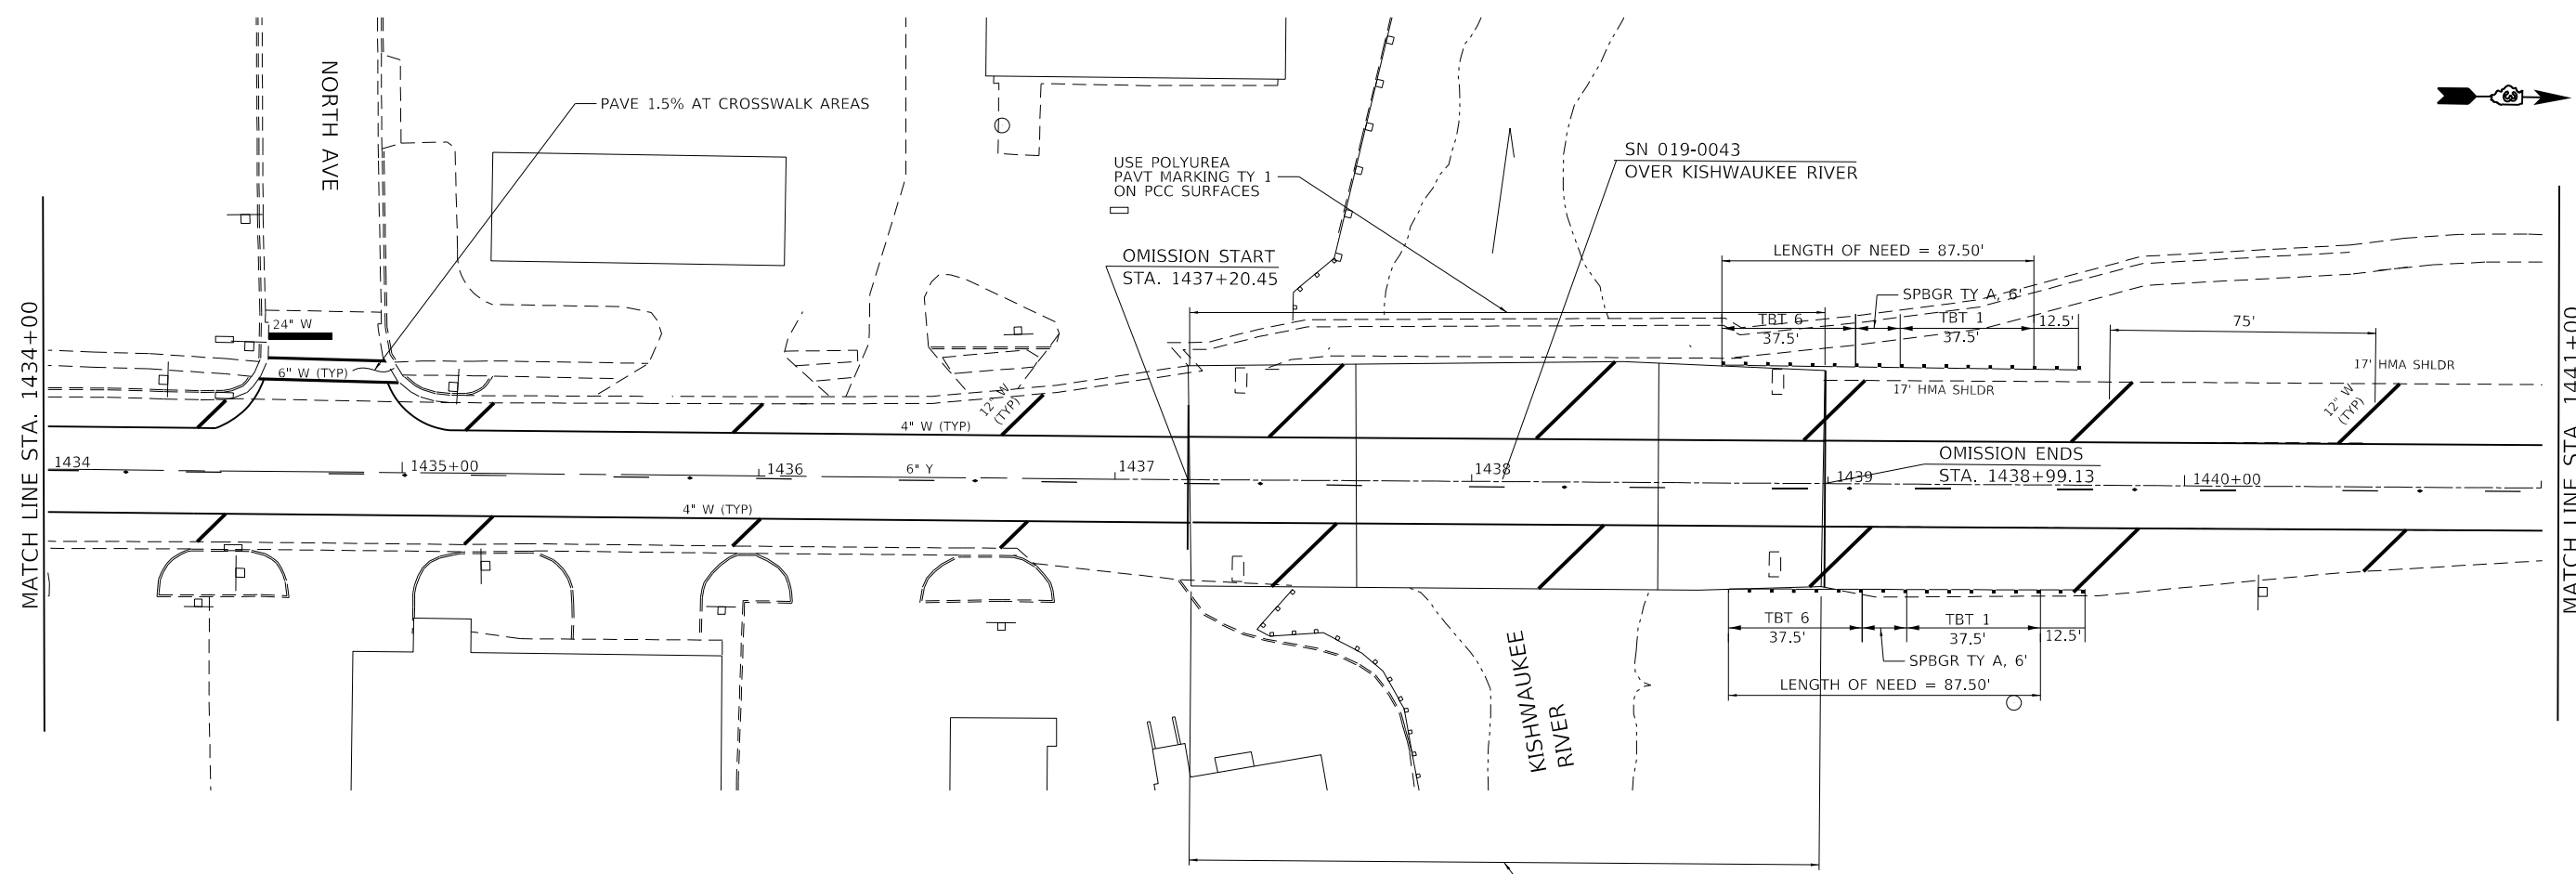 NORTH AVE
PAVE 1.5% AT CROSSWALK AREAS
USE POLYUREA
PAVT MARKING TY 1
ON PCC SURFACES
SN 019-0043
OVER KISHWAUKEE RIVER
OMISSION START
STA. 1437+20.45
LENGTH OF NEED = 87.50'
SPBGR TY A, 6'
TBT 6
37.5'
TBT 1
37.5'
12.5'
75'
MATCH LINE STA. 1434+00
24" W
6" W (TYP)
12" W
(TYP)
17' HMA SHLDR
17' HMA SHLDR
12" W
(TYP)
4" W (TYP)
1434
1435+00
1436
6" Y
1437
1438
OMISSION ENDS
STA. 1438+99.13
1439
1440+00
MATCH LINE STA. 1441+00
4" W (TYP)
TBT 6
37.5'
TBT 1
37.5'
12.5'
SPBGR TY A, 6'
LENGTH OF NEED = 87.50'
KISHWAUKEE
RIVER